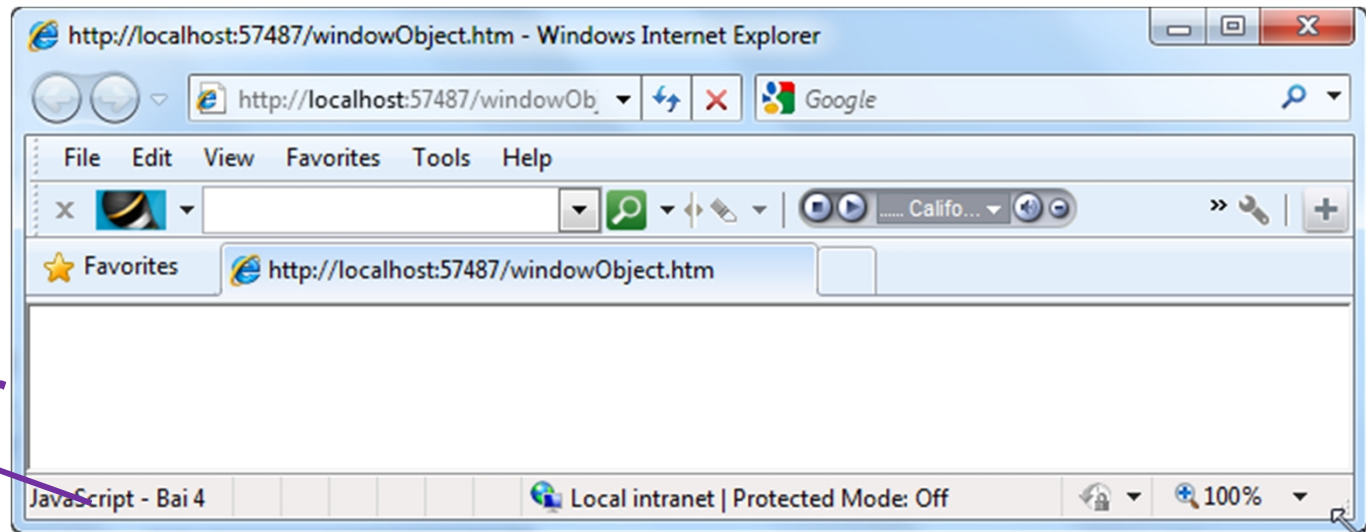 http://localhost:57487/windowObject.htm - Windows Internet Explorer
http://localhost:57487/windowObj Google
File Edit View Favorites Tools Help
x ...... Califo... »
Favorites http://localhost:57487/windowObject.htm
JavaScript - Bai 4 Local intranet | Protected Mode: Off 100%